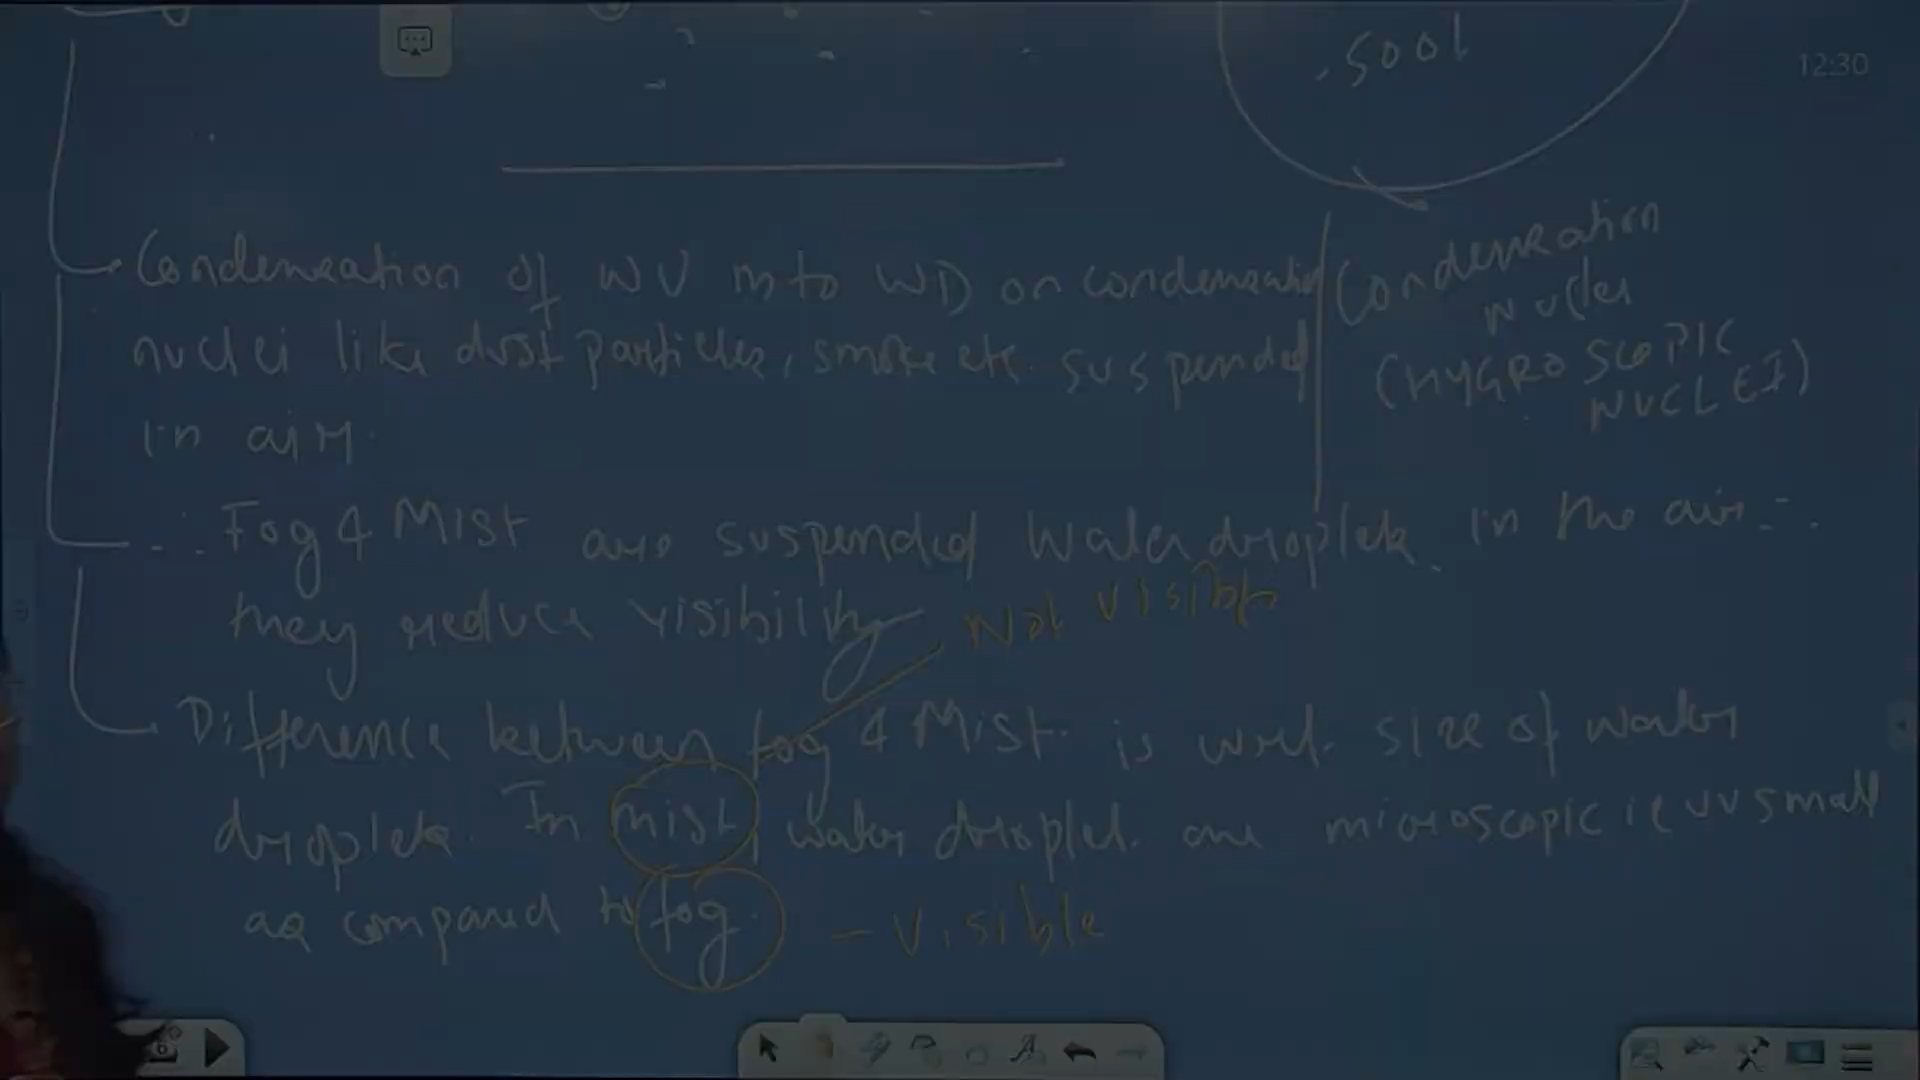 .Soot
12:30
Condensation of WV into WD on condensation
nuclei like dust particles, smoke etc. suspended
in air.
Condensation
nuclei
(HYGROSCOPIC
NUCLEI)
∴ Fog & Mist are suspended Water droplets in the air ∴
they reduce visibility
Not visible
Difference between fog & Mist is w.r.t. size of water
droplets. In mist, water droplets are microscopic ie vv small
as compared to fog. - Visible